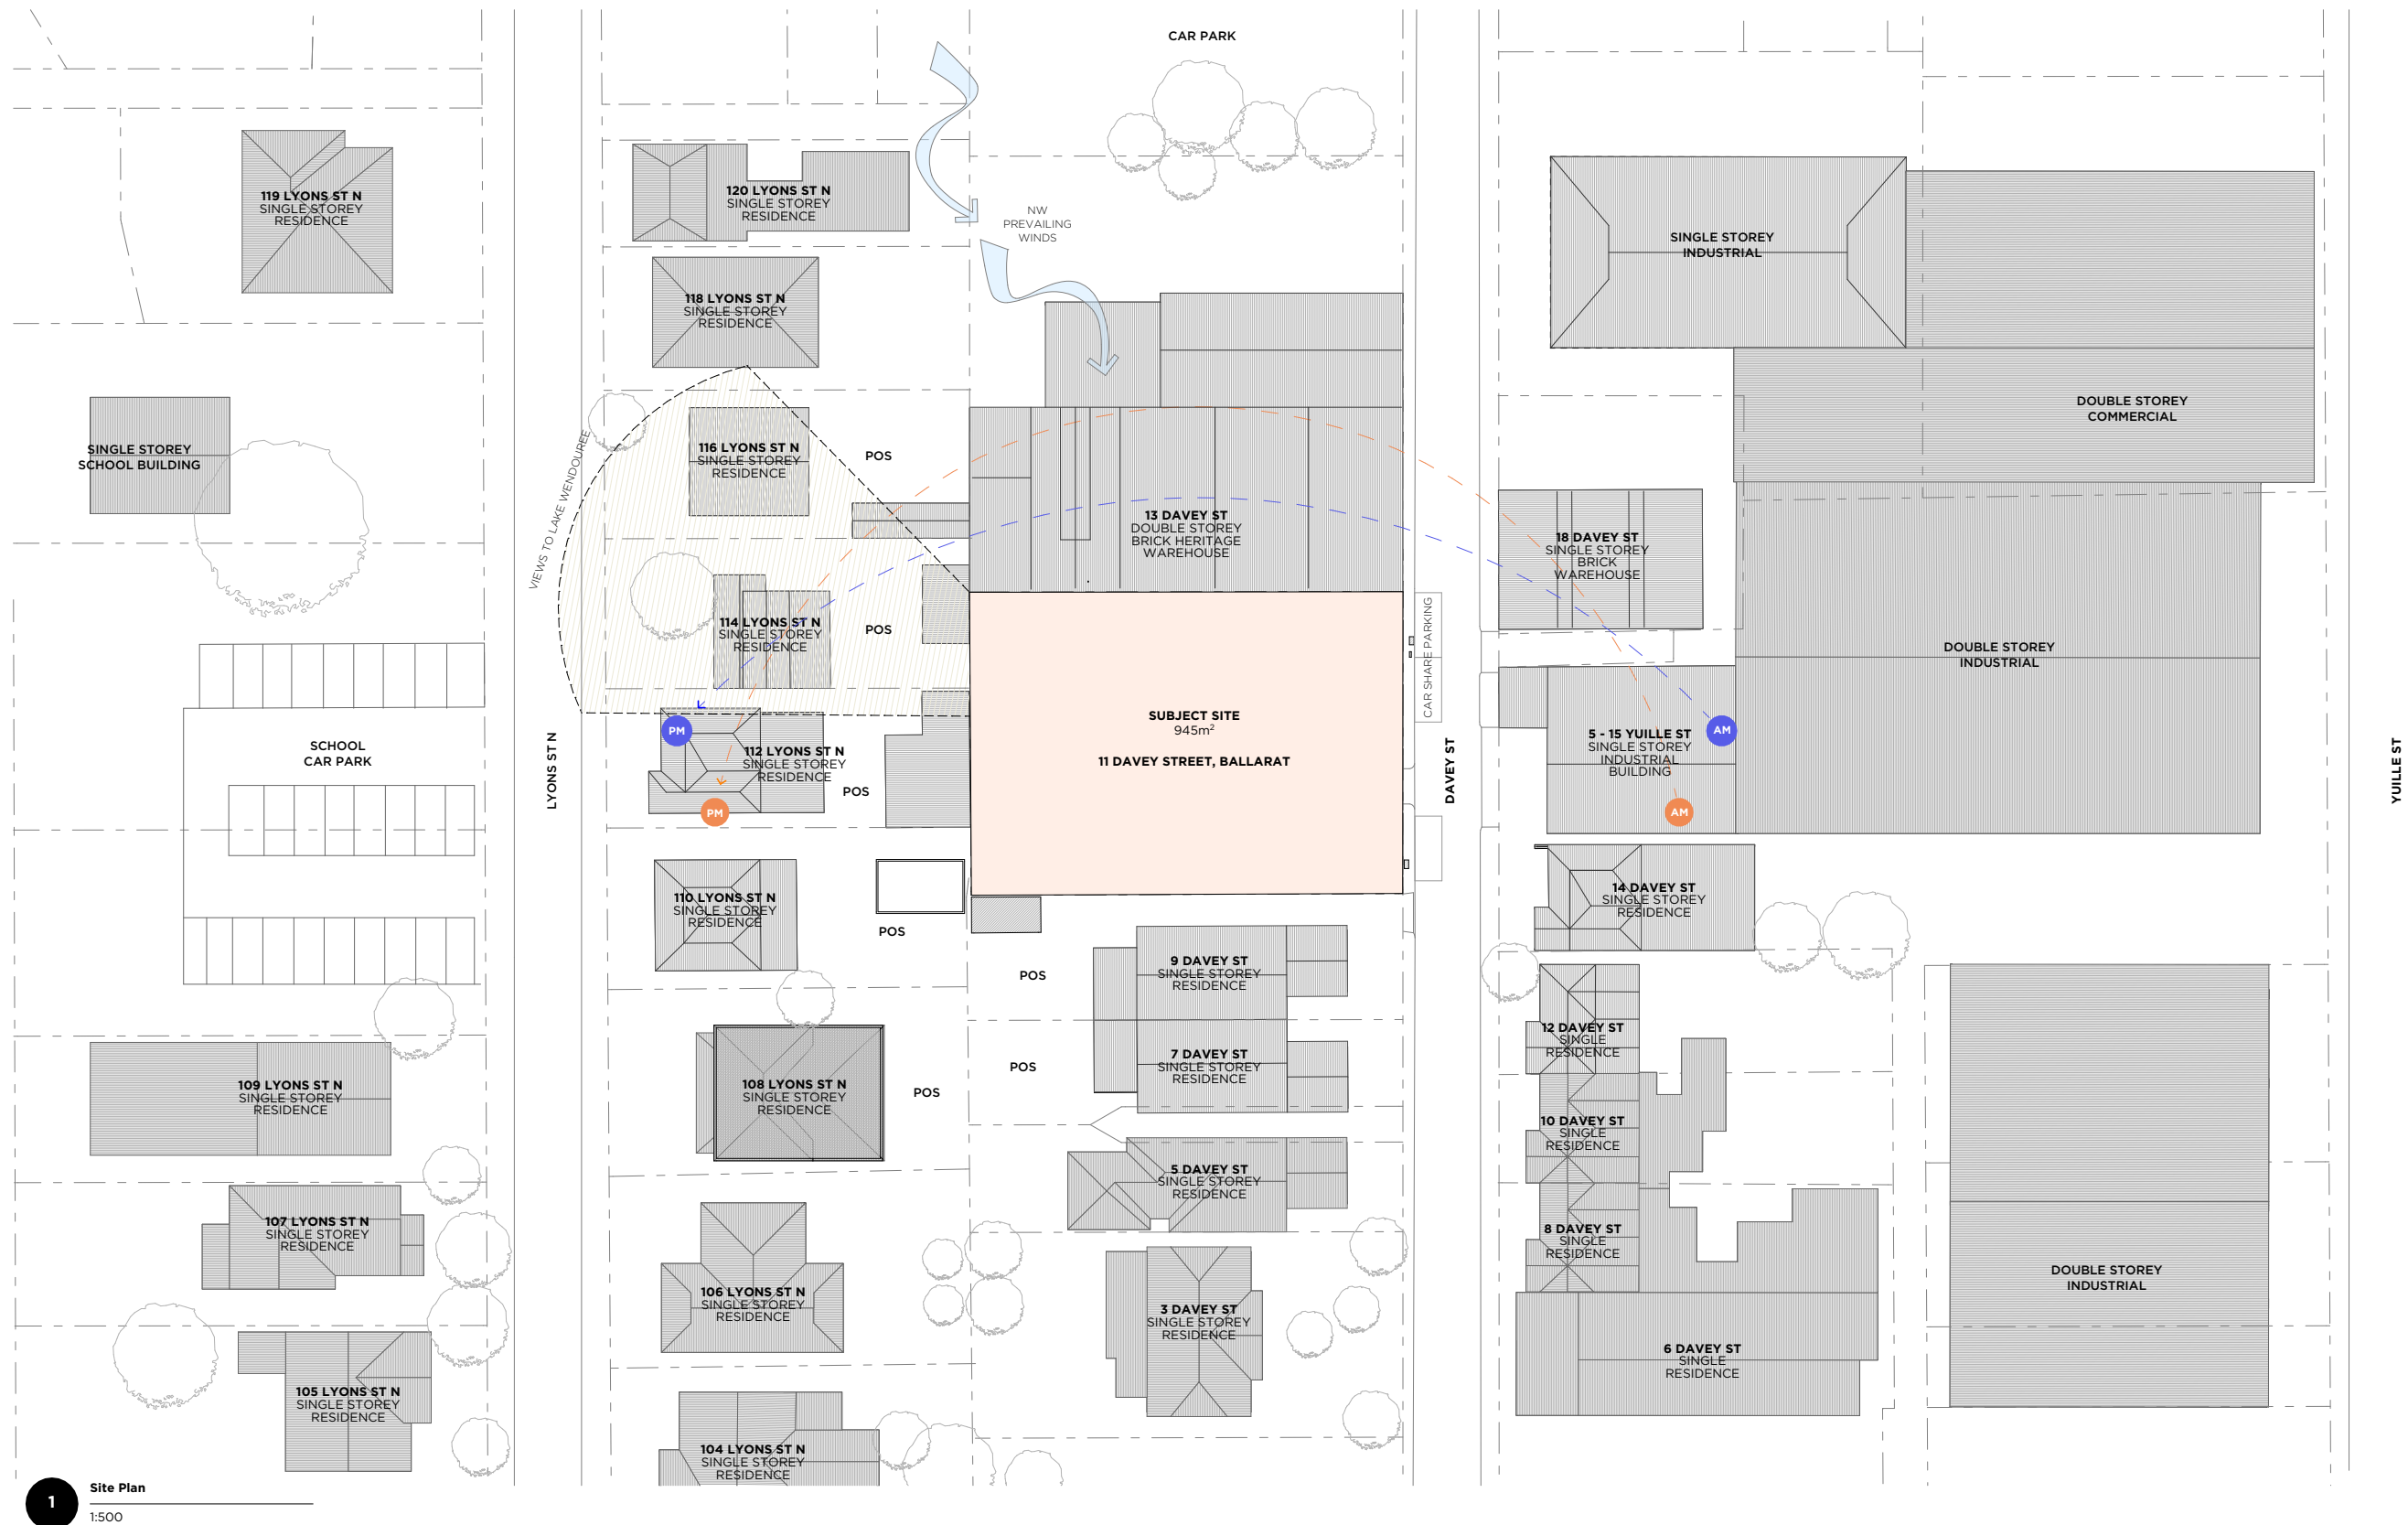 CAR PARK
119 LYONS ST N
SINGLE STOREY
RESIDENCE
120 LYONS ST N
SINGLE STOREY
RESIDENCE
NW
PREVAILING
WINDS
SINGLE STOREY
INDUSTRIAL
118 LYONS ST N
SINGLE STOREY
RESIDENCE
DOUBLE STOREY
COMMERCIAL
SINGLE STOREY
SCHOOL BUILDING
VIEWS TO LAKE WENDOUREE
116 LYONS ST N
SINGLE STOREY
RESIDENCE
POS
13 DAVEY ST
DOUBLE STOREY
BRICK HERITAGE
WAREHOUSE
18 DAVEY ST
SINGLE STOREY
BRICK
WAREHOUSE
114 LYONS ST N
SINGLE STOREY
RESIDENCE
POS
CAR SHARE PARKING
DOUBLE STOREY
INDUSTRIAL
SCHOOL
CAR PARK
LYONS ST N
PM
PM
112 LYONS ST N
SINGLE STOREY
RESIDENCE
POS
SUBJECT SITE
945m²
11 DAVEY STREET, BALLARAT
DAVEY ST
5 - 15 YUILLE ST
SINGLE STOREY
INDUSTRIAL
BUILDING
AM
AM
YUILLE ST
110 LYONS ST N
SINGLE STOREY
RESIDENCE
POS
14 DAVEY ST
SINGLE STOREY
RESIDENCE
POS
9 DAVEY ST
SINGLE STOREY
RESIDENCE
12 DAVEY ST
SINGLE
RESIDENCE
109 LYONS ST N
SINGLE STOREY
RESIDENCE
108 LYONS ST N
SINGLE STOREY
RESIDENCE
POS
POS
7 DAVEY ST
SINGLE STOREY
RESIDENCE
10 DAVEY ST
SINGLE
RESIDENCE
5 DAVEY ST
SINGLE STOREY
RESIDENCE
107 LYONS ST N
SINGLE STOREY
RESIDENCE
8 DAVEY ST
SINGLE
RESIDENCE
106 LYONS ST N
SINGLE STOREY
RESIDENCE
3 DAVEY ST
SINGLE STOREY
RESIDENCE
DOUBLE STOREY
INDUSTRIAL
6 DAVEY ST
SINGLE
RESIDENCE
105 LYONS ST N
SINGLE STOREY
RESIDENCE
104 LYONS ST N
SINGLE STOREY
RESIDENCE
1
Site Plan
1:500